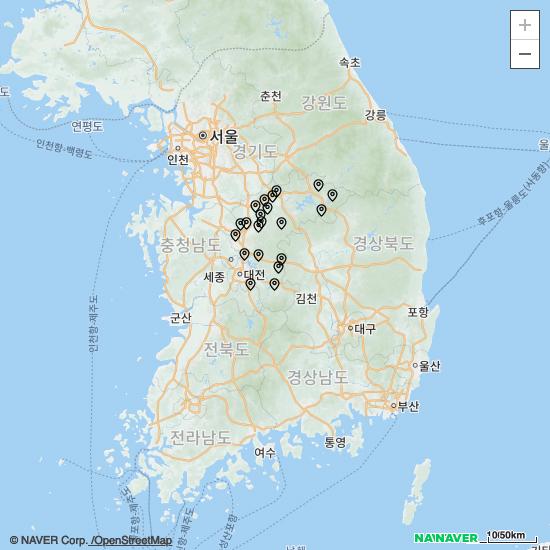 +
−
속초
춘천
강원도
강릉
도
연평도
서울
인천
경기도
울
인천항-백령도
후포항-울릉도(사동항)
충청남도
경상북도
세종
대전
김천
군산
포항
인천항-제주도
대구
전북도
경상남도
울산
부산
전라남도
여수
통영
© NAVER Corp. /OpenStreetMap
NAVER
10/50km